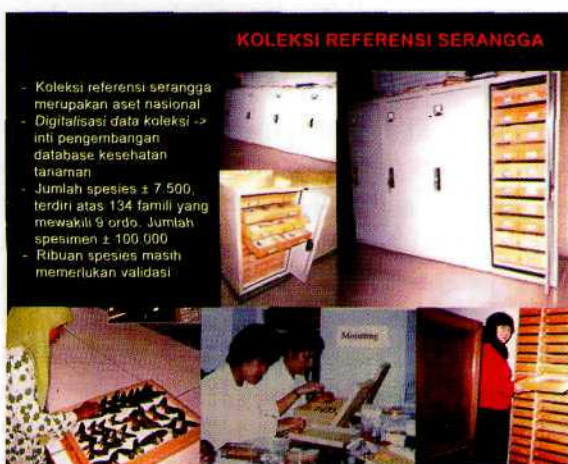 KOLEKSI REFERENSI SERANGGA
- Koleksi referensi serangga
merupakan aset nasional
- Digitalisasi data koleksi ->
inti pengembangan
database kesehatan
tanaman
- Jumlah spesies ± 7.500,
terdiri atas 134 famili yang
mewakili 9 ordo. Jumlah
spesimen ± 100.000
- Ribuan spesies masih
memerlukan validasi
Mounting